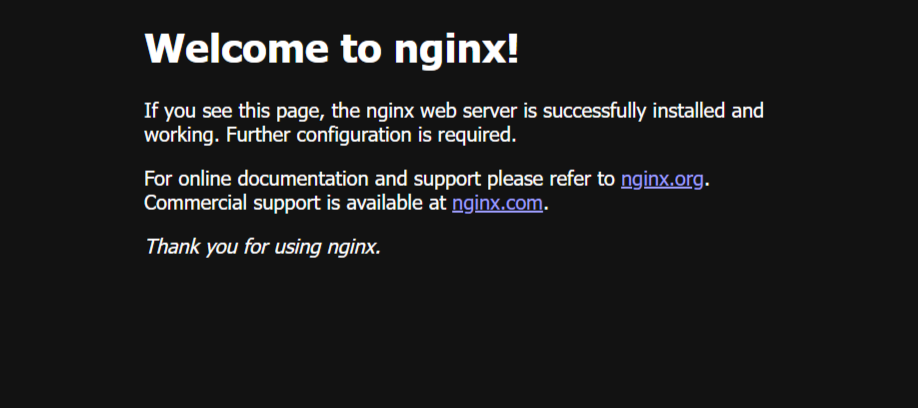 Welcome to nginx!
If you see this page, the nginx web server is successfully installed and
working. Further configuration is required.
For online documentation and support please refer to nginx.org.
Commercial support is available at nginx.com.
Thank you for using nginx.